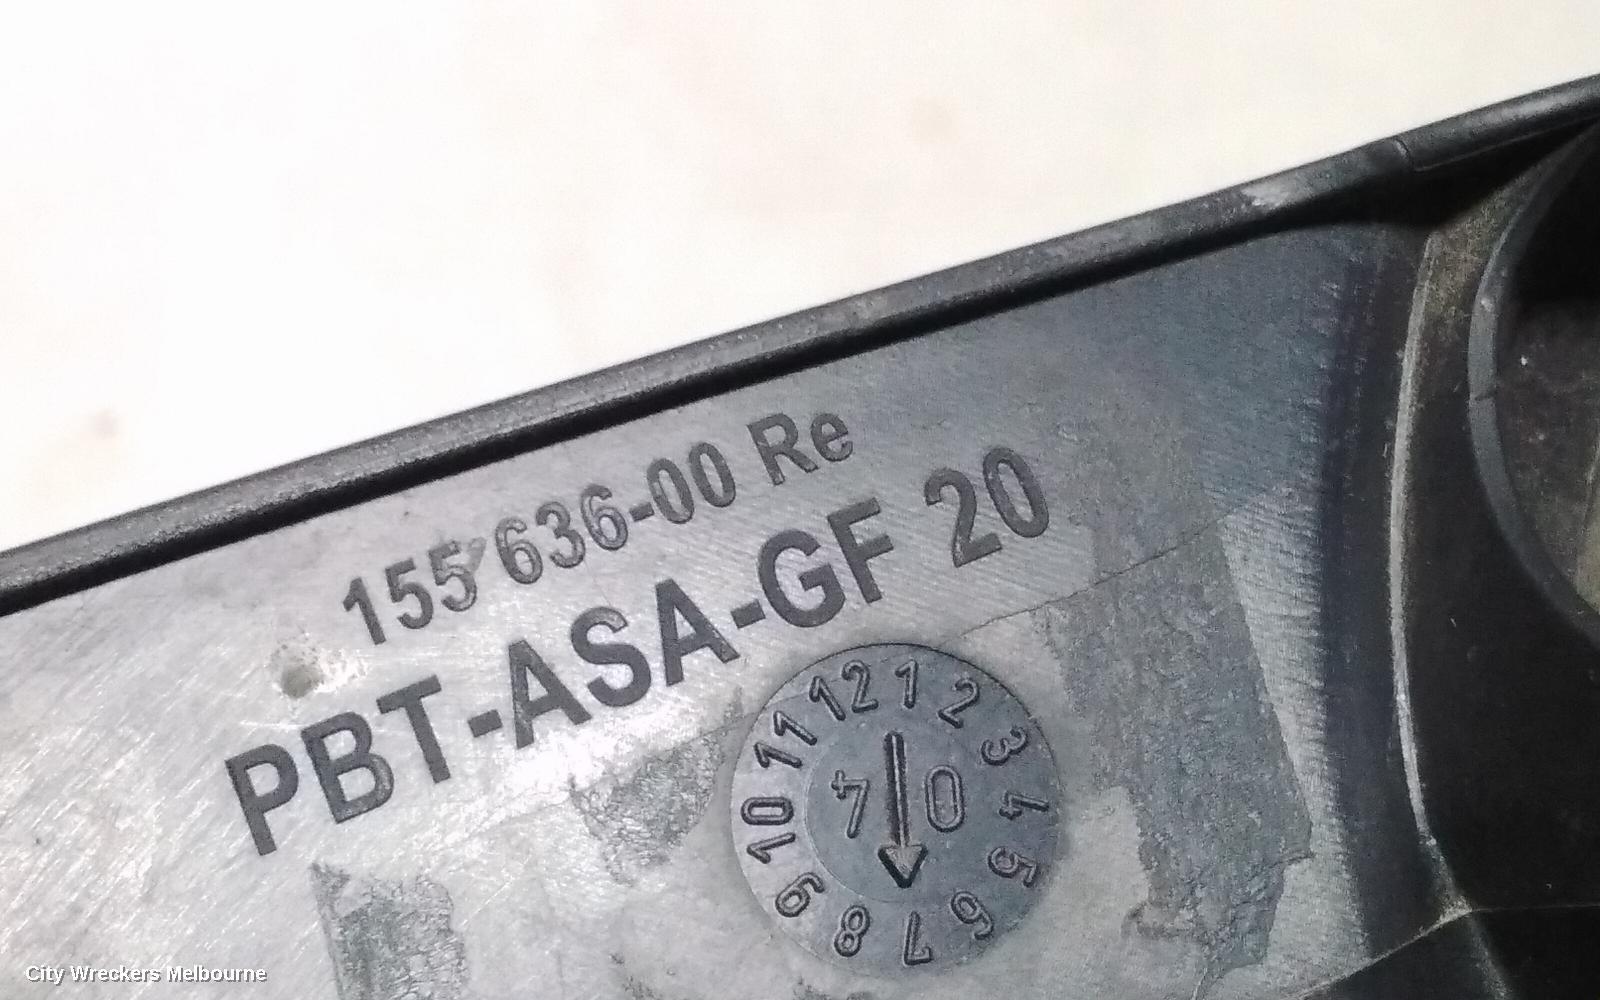 155 636-00 Re
PBT-ASA-GF 20
12 1 2 3 4 5 6 7 8 9 10 11
4 0
City Wreckers Melbourne